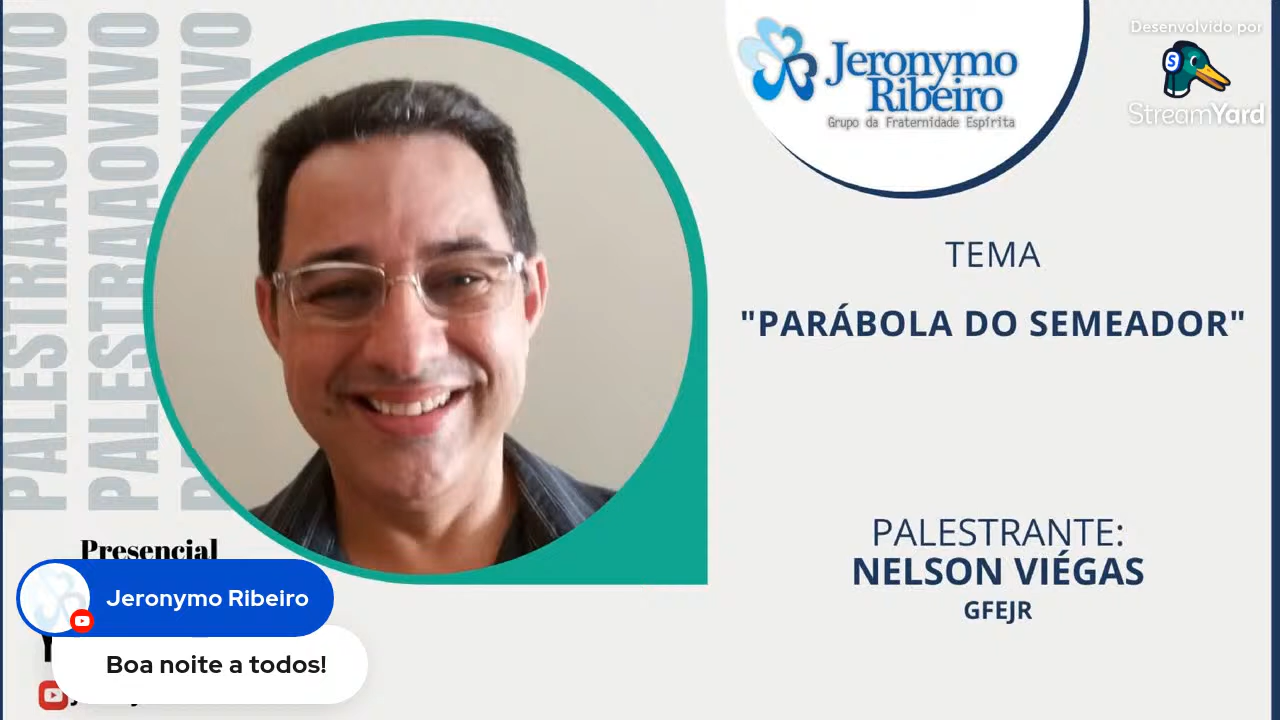 PALESTRAAOVIVO
PALESTRAAOVIVO
Jeronymo
Ribeiro
Grupo da Fraternidade Espírita
Desenvolvido por
StreamYard
TEMA
"PARÁBOLA DO SEMEADOR"
PALESTRANTE:
NELSON VIÉGAS
GFEJR
Presencial
Jeronymo Ribeiro
Boa noite a todos!